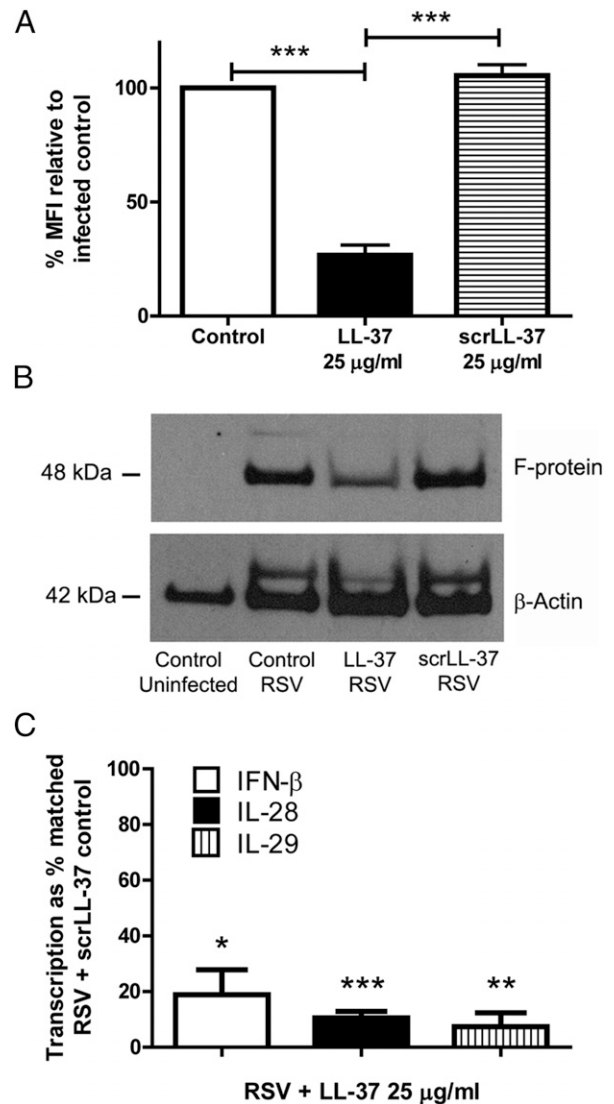 A
***
***
% MFI relative to
infected control
100
50
0
Control
LL-37
25 μg/ml
scrLL-37
25 μg/ml
B
48 kDa
F-protein
42 kDa
β-Actin
Control
Uninfected
Control
RSV
LL-37
RSV
scrLL-37
RSV
C
Transcription as % matched
RSV + scrLL-37 control
100
80
60
40
20
0
IFN-β
IL-28
IL-29
*
***
**
RSV + LL-37 25 μg/ml